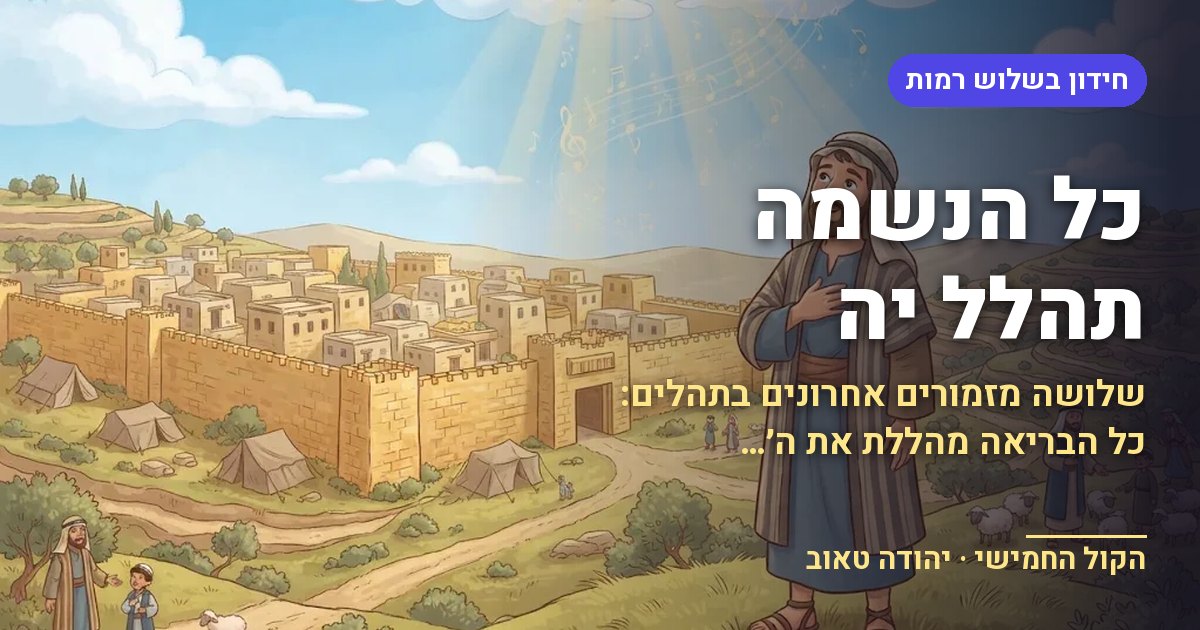 חידון בשלוש רמות
כל הנשמה
תהלל יה
שלושה מזמורים אחרונים בתהלים:
כל הבריאה מהללת את ה׳...
הקול החמישי · יהודה טאוב